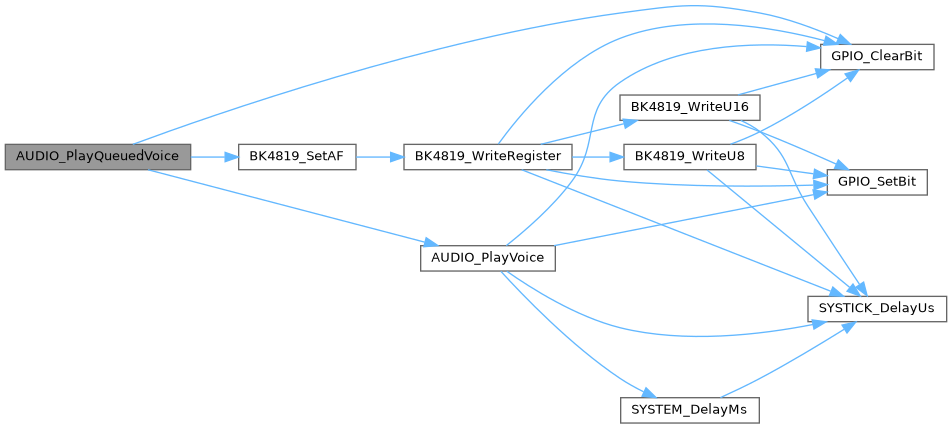 AUDIO_PlayQueuedVoice
BK4819_SetAF
BK4819_WriteRegister
AUDIO_PlayVoice
BK4819_WriteU16
BK4819_WriteU8
SYSTEM_DelayMs
GPIO_ClearBit
GPIO_SetBit
SYSTICK_DelayUs